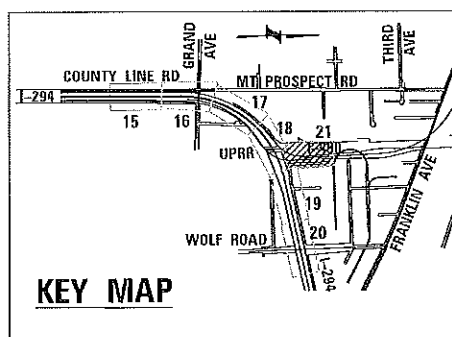 GRAND AVE
THIRD AVE
COUNTY LINE RD
MT PROSPECT RD
I-294
15
16
17
18
21
I-390
UPRR
19
20
WOLF ROAD
I-294
FRANKLIN AVE
KEY MAP